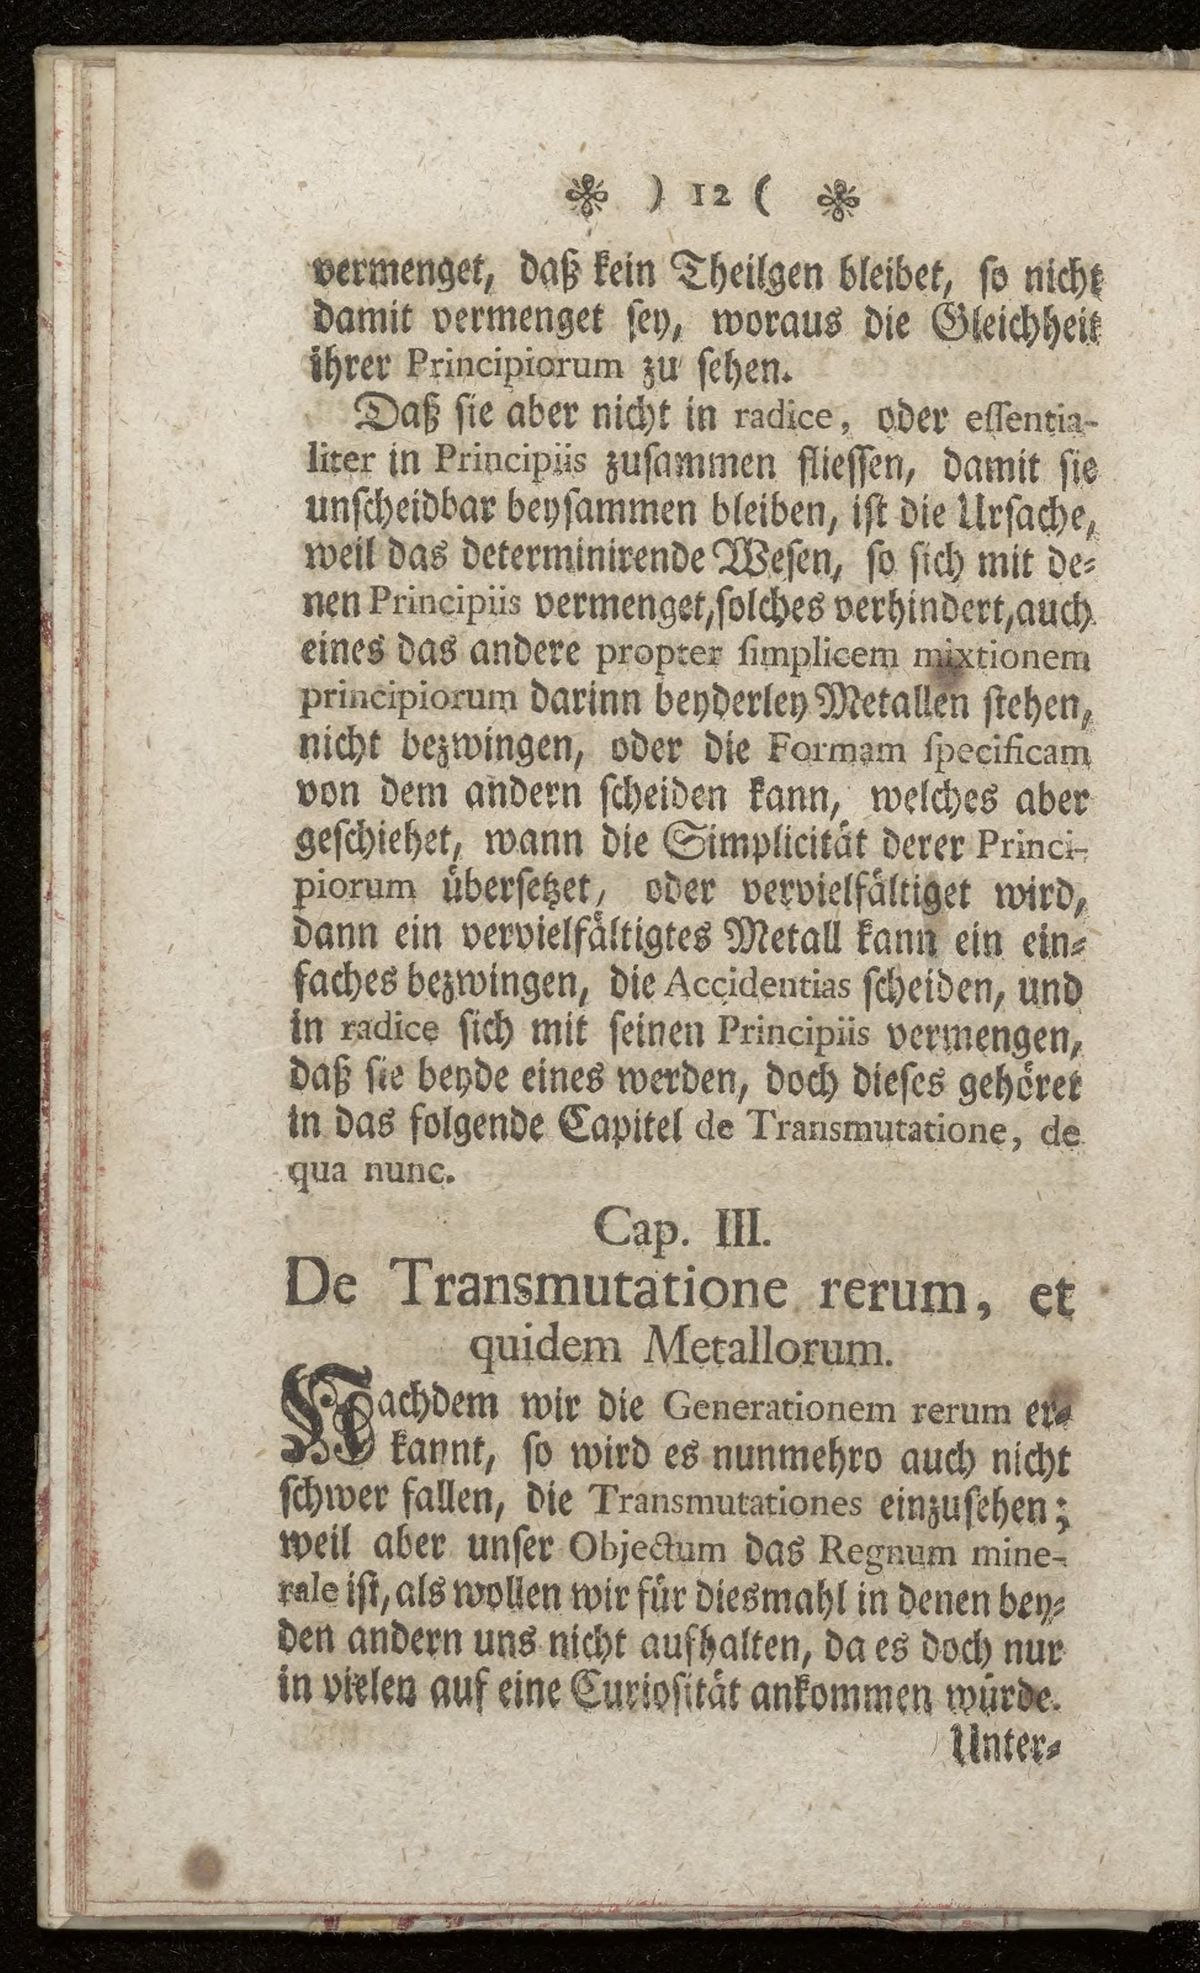 ) 12 (
vermenget, daß kein Theilgen bleibet, so nicht
damit vermenget sey, woraus die Gleichheit
ihrer Principiorum zu sehen.
Daß sie aber nicht in radice, oder essentia-
liter in Principiis zusammen fliessen, damit sie
unscheidbar beysammen bleiben, ist die Ursache,
weil das determinirende Wesen, so sich mit de-
nen Principiis vermenget, solches verhindert, auch
eines das andere propter simplicem mixtionem
principiorum darinn beyderley Metallen stehen,
nicht bezwingen, oder die Formam specificam
von dem andern scheiden kann, welches aber
geschiehet, wann die Simplicität derer Princi-
piorum übersetzet, oder vervielfältiget wird,
dann ein vervielfältigtes Metall kann ein ein-
faches bezwingen, die Accidentias scheiden, und
in radice sich mit seinen Principiis vermengen,
daß sie beyde eines werden, doch dieses gehöret
in das folgende Capitel de Transmutatione, de
qua nunc.
Cap. III.
De Transmutatione rerum, et
quidem Metallorum.
Nachdem wir die Generationem rerum er-
kannt, so wird es nunmehro auch nicht
schwer fallen, die Transmutationes einzusehen;
weil aber unser Objectum das Regnum mine-
rale ist, als wollen wir für diesmahl in denen bey-
den andern uns nicht aufhalten, da es doch nur
in vielen auf eine Curiosität ankommen würde.
Unter-